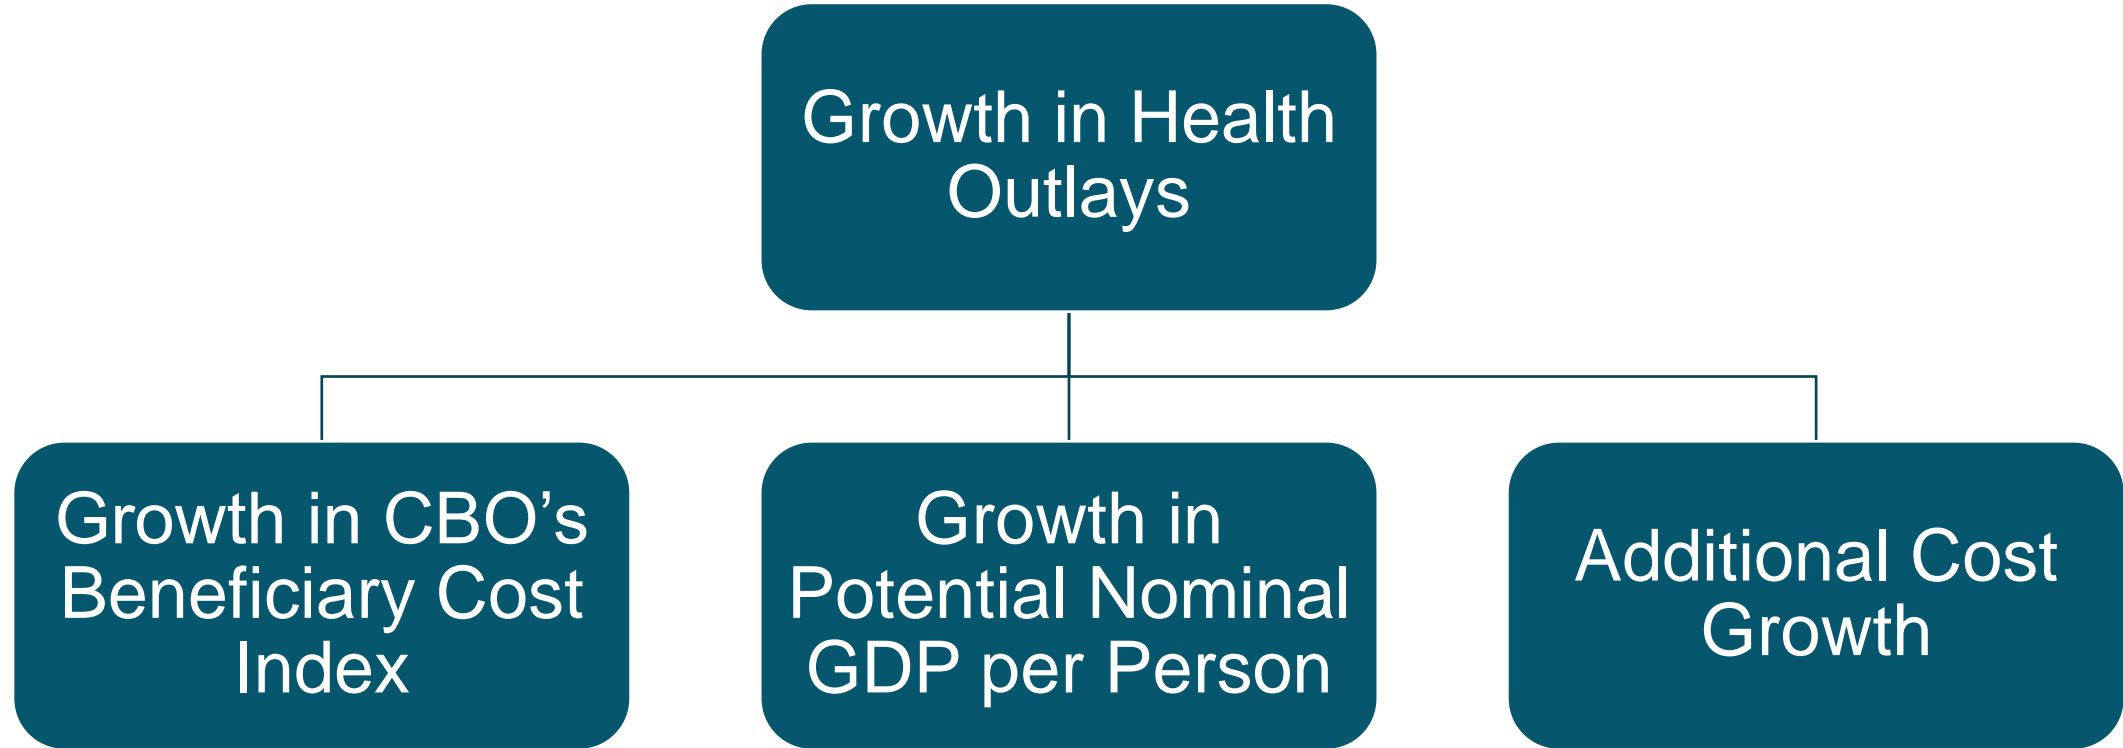 Growth in Health
Outlays
Growth in CBO’s
Beneficiary Cost
Index
Growth in
Potential Nominal
GDP per Person
Additional Cost
Growth